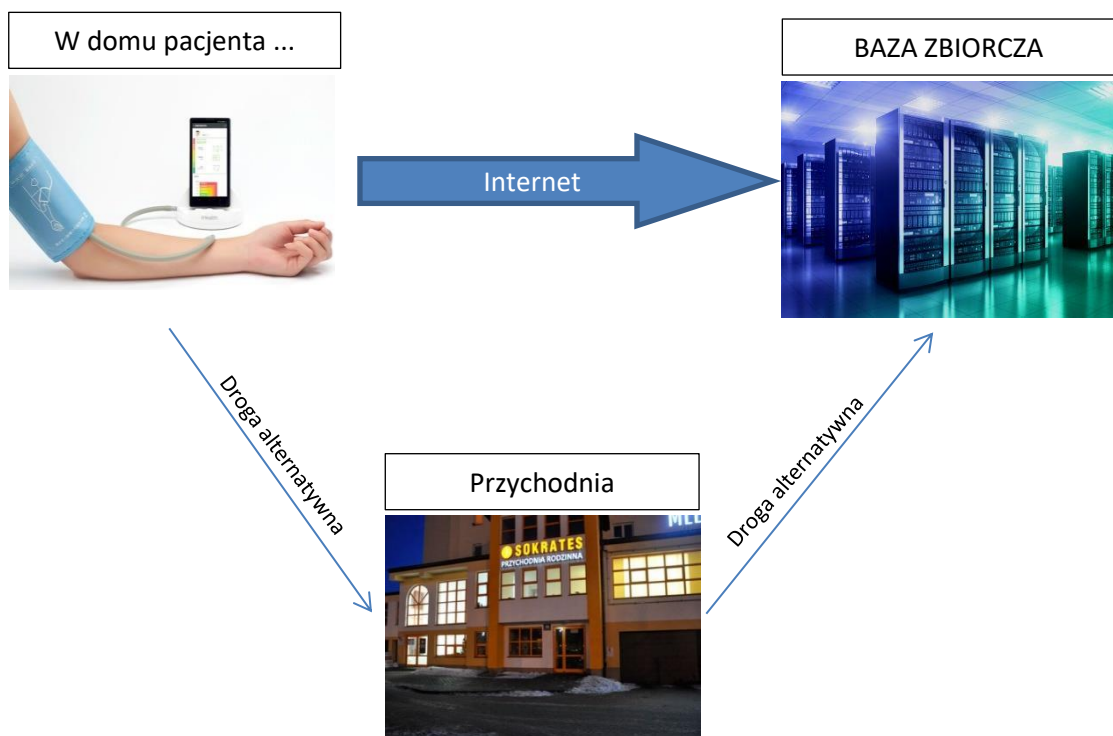 W domu pacjenta ...
BAZA ZBIORCZA
Internet
Droga alternatywna
Droga alternatywna
Przychodnia
SOKRATES
PRZYCHODNIA RODZINNA